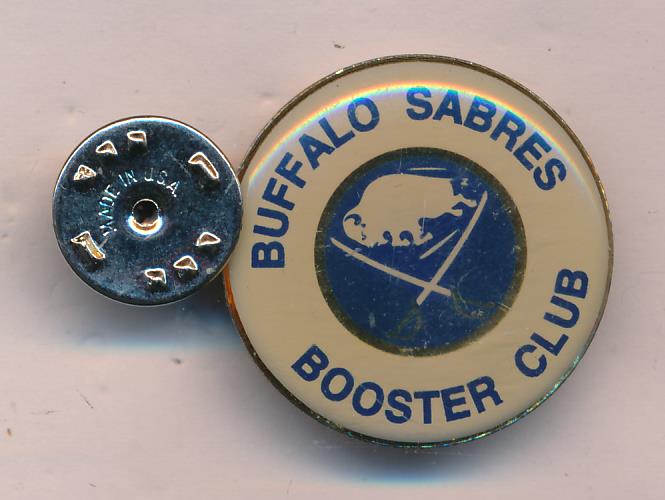 BUFFALO SABRES
BOOSTER CLUB
MADE IN U.S.A.